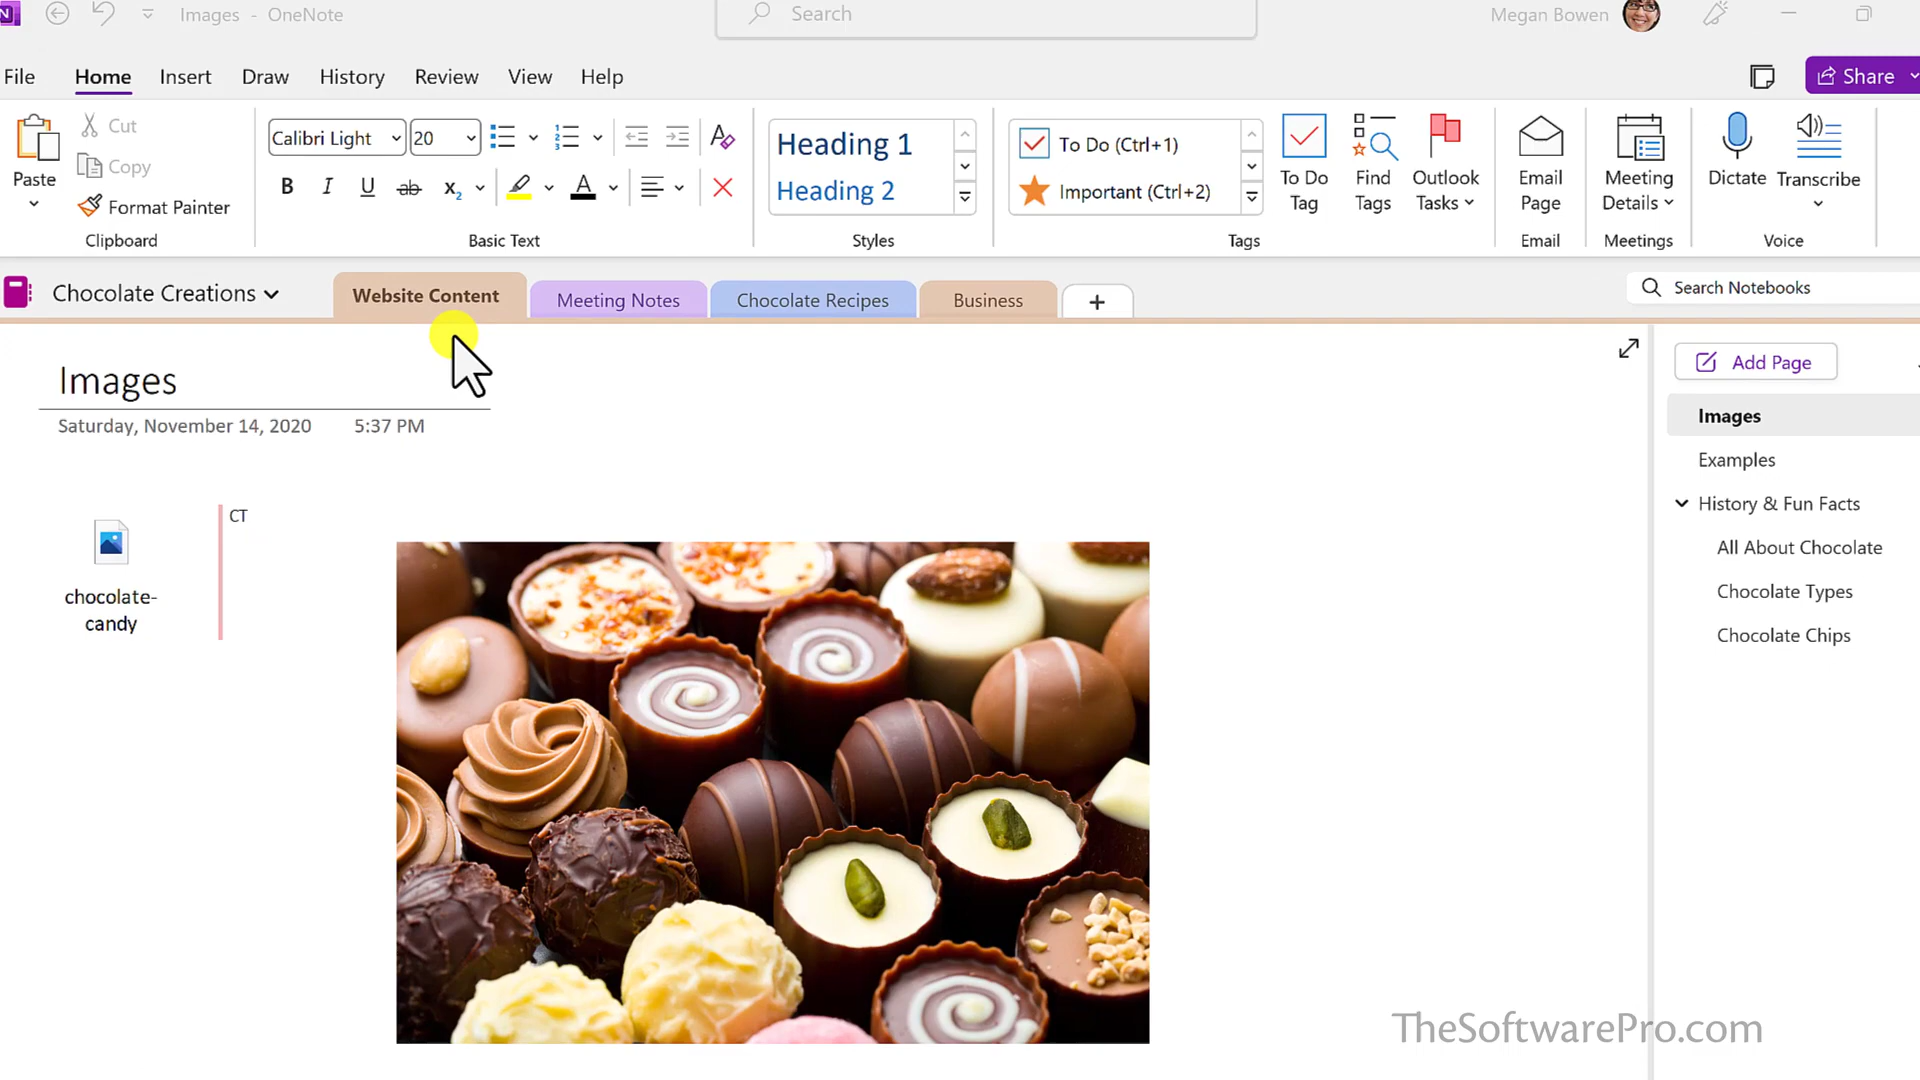 Images - OneNote
Search
Megan Bowen
File Home Insert Draw History Review View Help
Share
Paste
Cut
Copy
Format Painter
Clipboard
Calibri Light 20
B I U ab x2 A A
Basic Text
Heading 1
Heading 2
Styles
To Do (Ctrl+1)
Important (Ctrl+2)
To Do
Tag
Find
Tags
Outlook
Tasks
Tags
Email
Page
Email
Meeting
Details
Meetings
Dictate
Transcribe
Voice
Chocolate Creations
Website Content
Meeting Notes
Chocolate Recipes
Business
+
Search Notebooks
Images
Saturday, November 14, 2020 5:37 PM
chocolate-
candy
CT
Add Page
Images
Examples
History & Fun Facts
All About Chocolate
Chocolate Types
Chocolate Chips
TheSoftwarePro.com